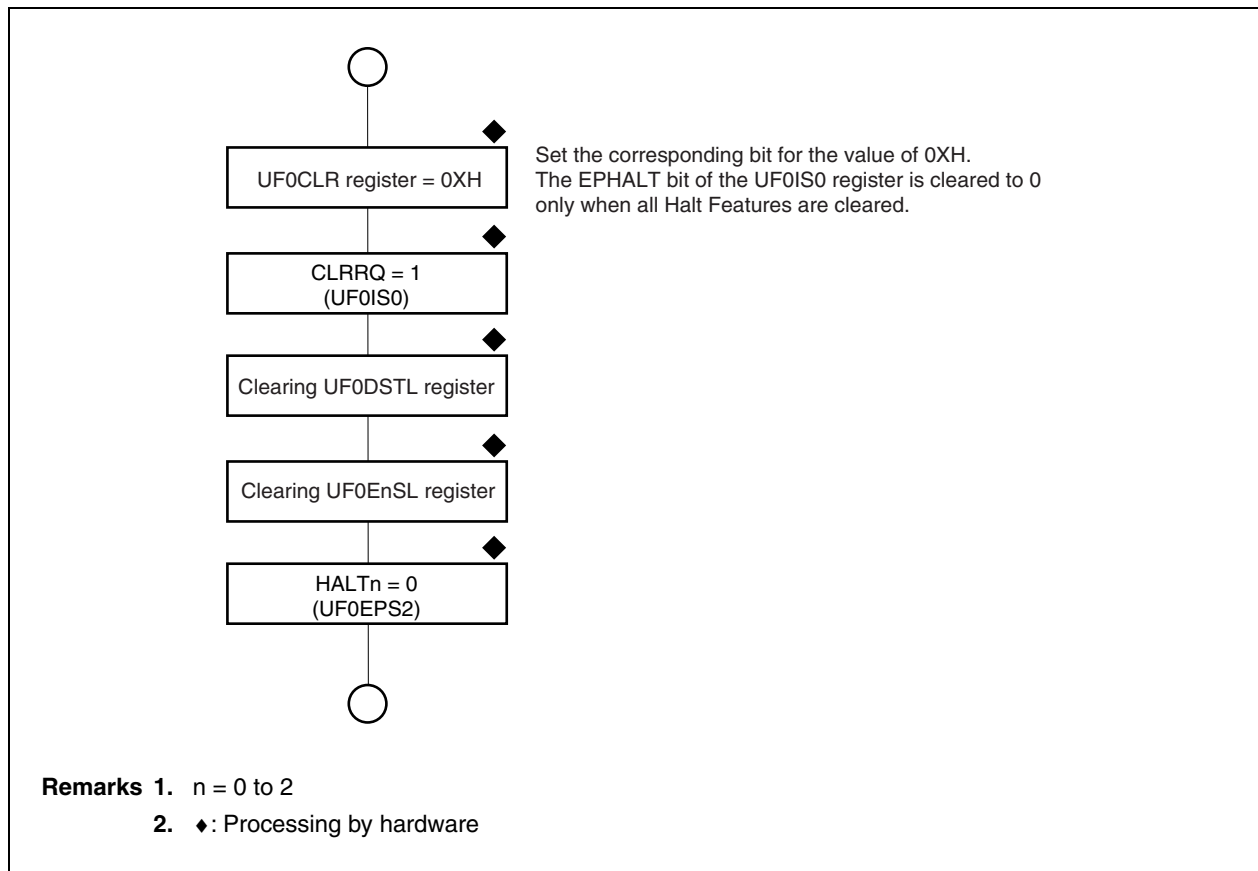 ◆
UF0CLR register = 0XH
Set the corresponding bit for the value of 0XH.
The EPHALT bit of the UF0IS0 register is cleared to 0
only when all Halt Features are cleared.
◆
CLRRQ = 1
(UF0IS0)
◆
Clearing UF0DSTL register
◆
Clearing UF0EnSL register
◆
HALTn = 0
(UF0EPS2)
Remarks 1. n = 0 to 2
2. ◆: Processing by hardware